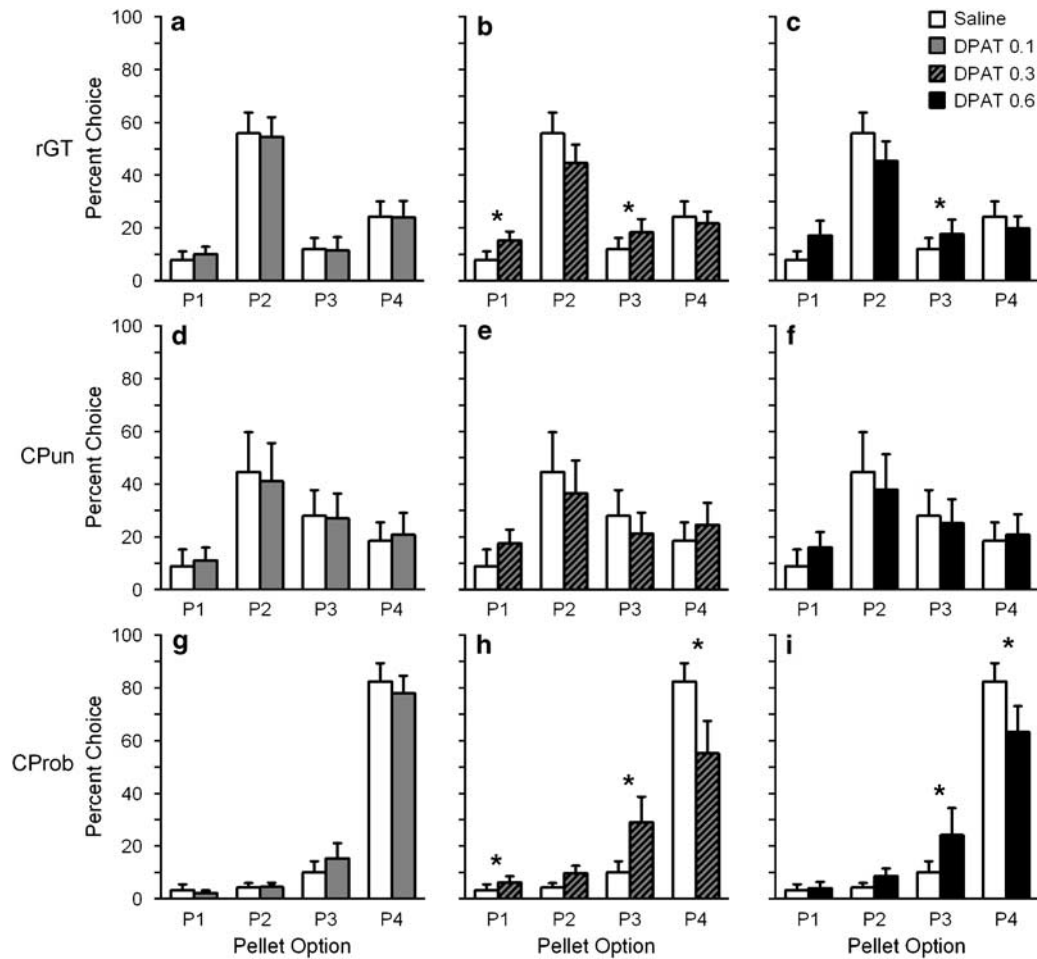 a
b
c
Saline
DPAT 0.1
DPAT 0.3
DPAT 0.6
rGT
Percent Choice
100
80
60
40
20
0
* *
*
P1 P2 P3 P4
P1 P2 P3 P4
P1 P2 P3 P4
d
e
f
CPun
Percent Choice
100
80
60
40
20
0
P1 P2 P3 P4
P1 P2 P3 P4
P1 P2 P3 P4
g
h
i
CProb
Percent Choice
100
80
60
40
20
0
* * *
* *
P1 P2 P3 P4
P1 P2 P3 P4
P1 P2 P3 P4
Pellet Option
Pellet Option
Pellet Option